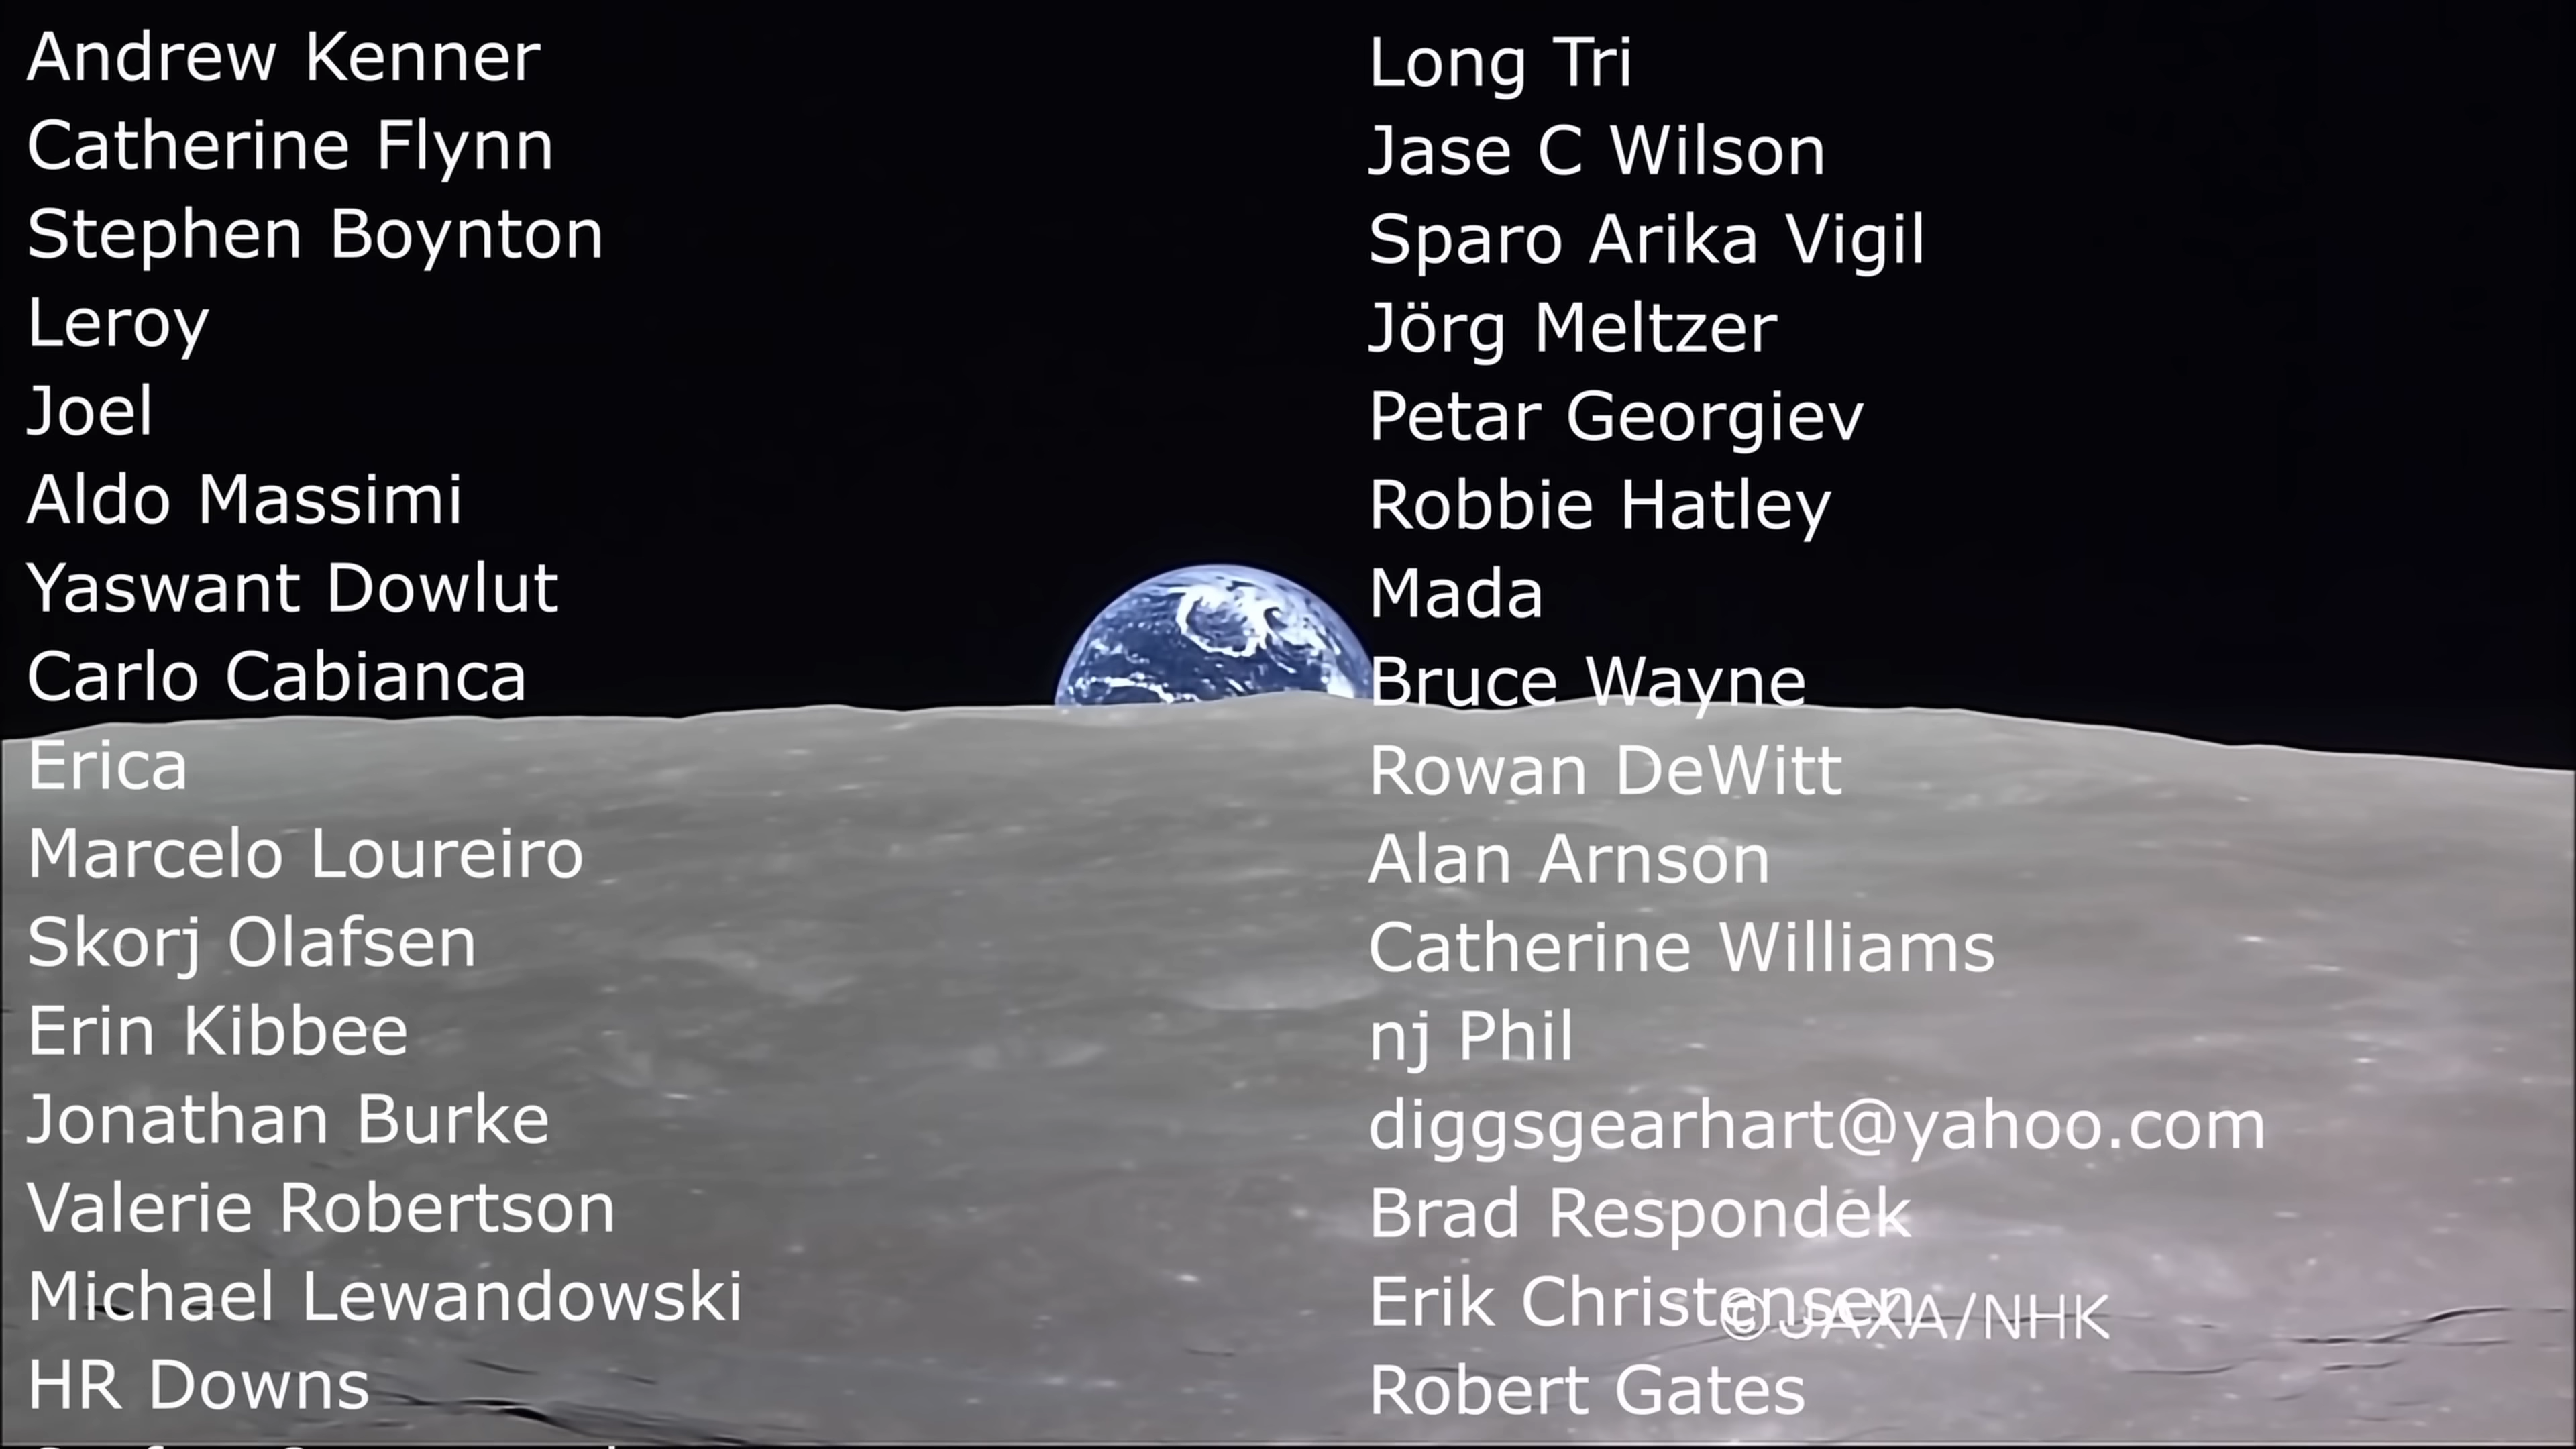 Andrew Kenner
Catherine Flynn
Stephen Boynton
Leroy
Joel
Aldo Massimi
Yaswant Dowlut
Carlo Cabianca
Erica
Marcelo Loureiro
Skorj Olafsen
Erin Kibbee
Jonathan Burke
Valerie Robertson
Michael Lewandowski
HR Downs
Long Tri
Jase C Wilson
Sparo Arika Vigil
Jörg Meltzer
Petar Georgiev
Robbie Hatley
Mada
Bruce Wayne
Rowan DeWitt
Alan Arnson
Catherine Williams
nj Phil
diggsgearhart@yahoo.com
Brad Respondek
Erik Christensen
©JAXA/NHK
Robert Gates